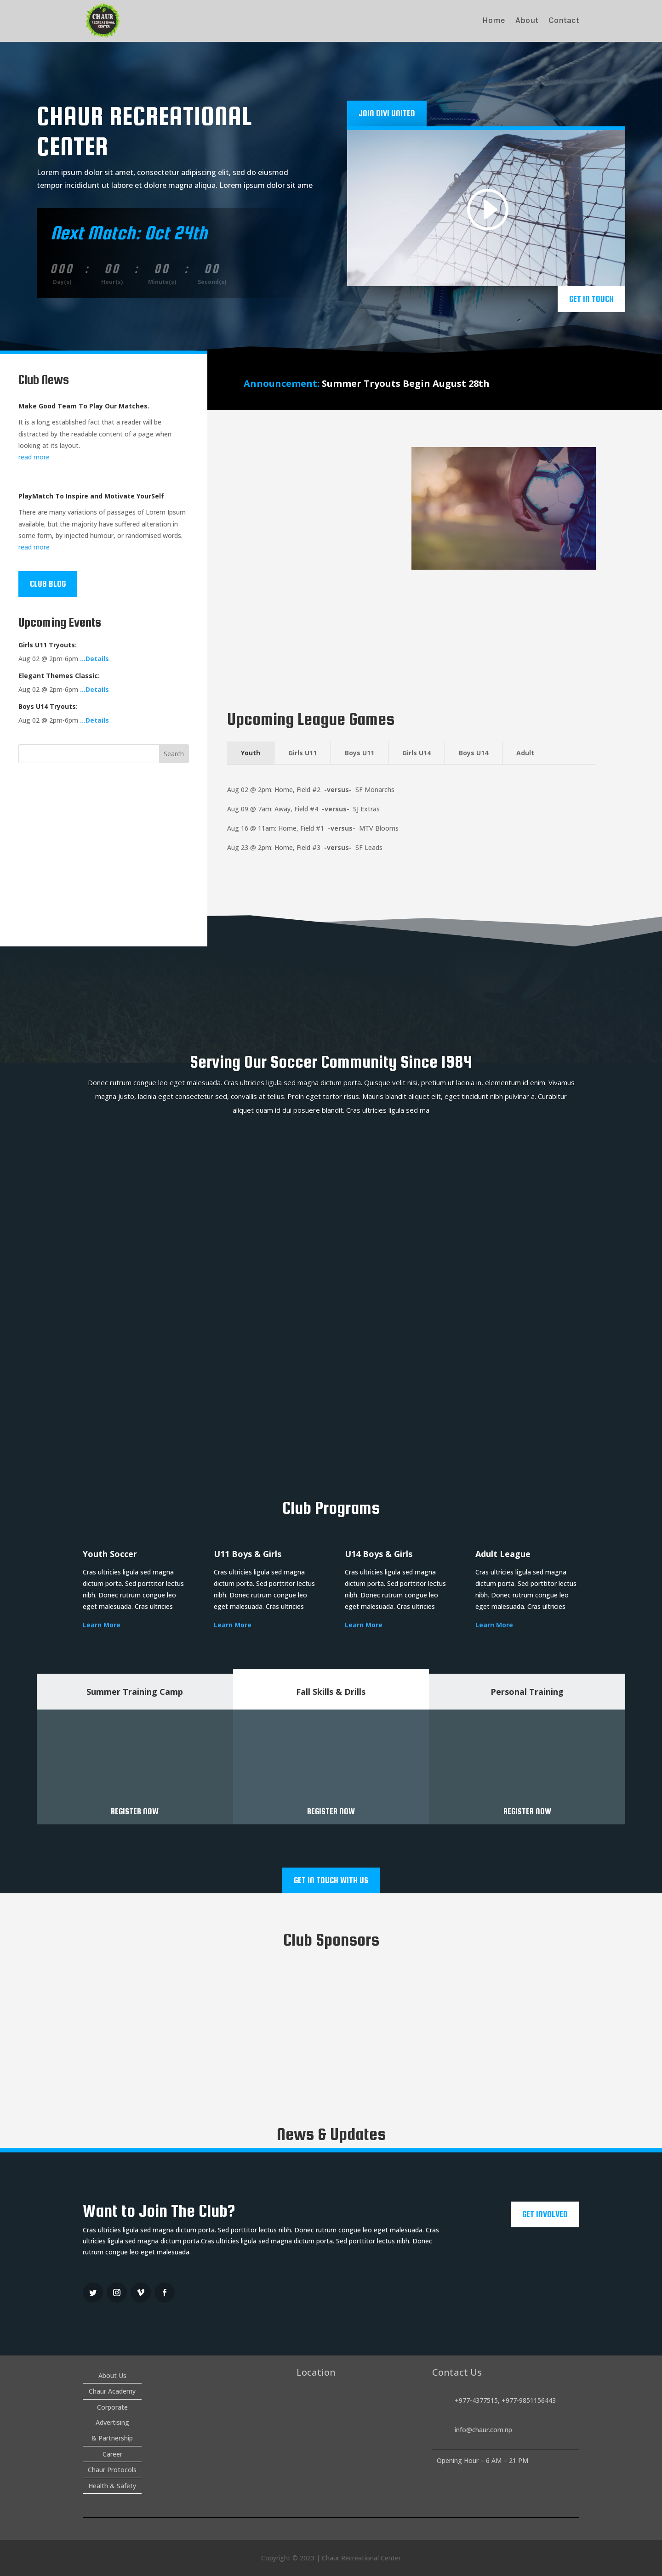 CHAUR
RECREATIONAL
CENTER
Home About Contact
CHAUR RECREATIONAL
CENTER
Lorem ipsum dolor sit amet, consectetur adipiscing elit, sed do eiusmod
tempor incididunt ut labore et dolore magna aliqua. Lorem ipsum dolor sit ame
Next Match: Oct 24th
000 : 00 : 00 : 00
Day(s) Hour(s) Minute(s) Second(s)
JOIN DIVI UNITED
GET IN TOUCH
Club News
Make Good Team To Play Our Matches.
It is a long established fact that a reader will be
distracted by the readable content of a page when
looking at its layout.
read more
PlayMatch To Inspire and Motivate YourSelf
There are many variations of passages of Lorem Ipsum
available, but the majority have suffered alteration in
some form, by injected humour, or randomised words.
read more
CLUB BLOG
Upcoming Events
Girls U11 Tryouts:
Aug 02 @ 2pm-6pm ...Details
Elegant Themes Classic:
Aug 02 @ 2pm-6pm ...Details
Boys U14 Tryouts:
Aug 02 @ 2pm-6pm ...Details
Search
Announcement: Summer Tryouts Begin August 28th
Upcoming League Games
Youth Girls U11 Boys U11 Girls U14 Boys U14 Adult
Aug 02 @ 2pm: Home, Field #2 -versus- SF Monarchs
Aug 09 @ 7am: Away, Field #4 -versus- SJ Extras
Aug 16 @ 11am: Home, Field #1 -versus- MTV Blooms
Aug 23 @ 2pm: Home, Field #3 -versus- SF Leads
Serving Our Soccer Community Since 1984
Donec rutrum congue leo eget malesuada. Cras ultricies ligula sed magna dictum porta. Quisque velit nisi, pretium ut lacinia in, elementum id enim. Vivamus
magna justo, lacinia eget consectetur sed, convallis at tellus. Proin eget tortor risus. Mauris blandit aliquet elit, eget tincidunt nibh pulvinar a. Curabitur
aliquet quam id dui posuere blandit. Cras ultricies ligula sed ma
Club Programs
Youth Soccer
Cras ultricies ligula sed magna
dictum porta. Sed porttitor lectus
nibh. Donec rutrum congue leo
eget malesuada. Cras ultricies
Learn More
U11 Boys & Girls
Cras ultricies ligula sed magna
dictum porta. Sed porttitor lectus
nibh. Donec rutrum congue leo
eget malesuada. Cras ultricies
Learn More
U14 Boys & Girls
Cras ultricies ligula sed magna
dictum porta. Sed porttitor lectus
nibh. Donec rutrum congue leo
eget malesuada. Cras ultricies
Learn More
Adult League
Cras ultricies ligula sed magna
dictum porta. Sed porttitor lectus
nibh. Donec rutrum congue leo
eget malesuada. Cras ultricies
Learn More
Summer Training Camp
REGISTER NOW
Fall Skills & Drills
REGISTER NOW
Personal Training
REGISTER NOW
GET IN TOUCH WITH US
Club Sponsors
News & Updates
Want to Join The Club?
Cras ultricies ligula sed magna dictum porta. Sed porttitor lectus nibh. Donec rutrum congue leo eget malesuada. Cras
ultricies ligula sed magna dictum porta.Cras ultricies ligula sed magna dictum porta. Sed porttitor lectus nibh. Donec
rutrum congue leo eget malesuada.
GET INVOLVED
About Us
Chaur Academy
Corporate
Advertising
& Partnership
Career
Chaur Protocols
Health & Safety
Location
Contact Us
+977-4377515, +977-9851156443
info@chaur.com.np
Opening Hour – 6 AM – 21 PM
Copyright © 2023 | Chaur Recreational Center